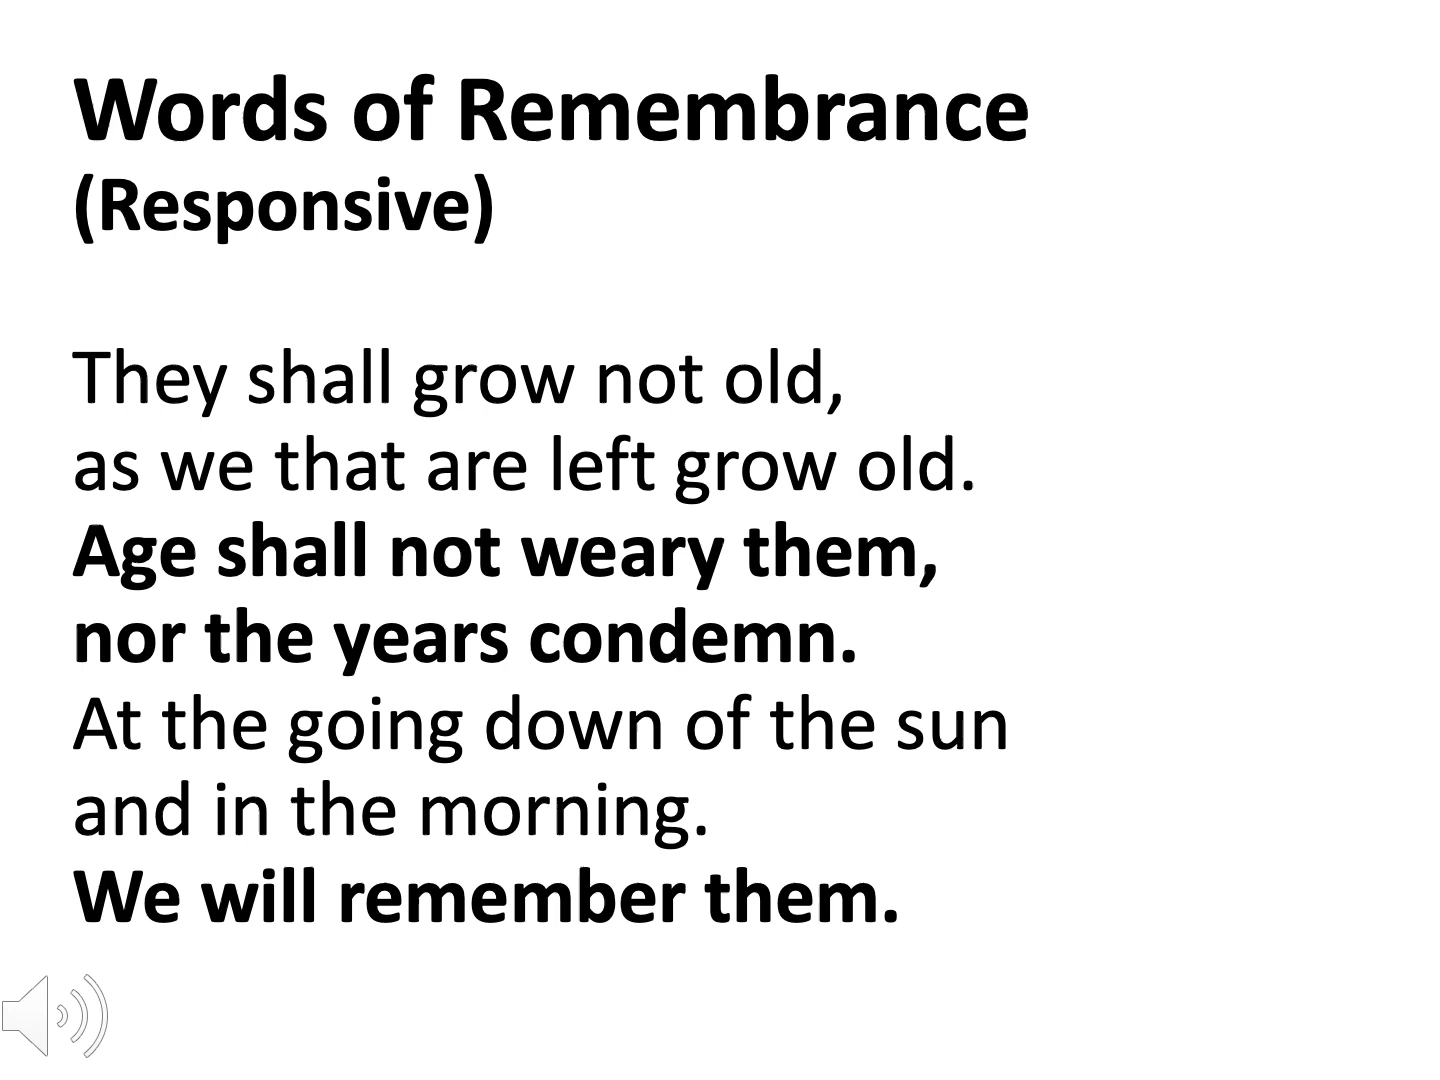 Words of Remembrance
(Responsive)
They shall grow not old,
as we that are left grow old.
Age shall not weary them,
nor the years condemn.
At the going down of the sun
and in the morning.
We will remember them.